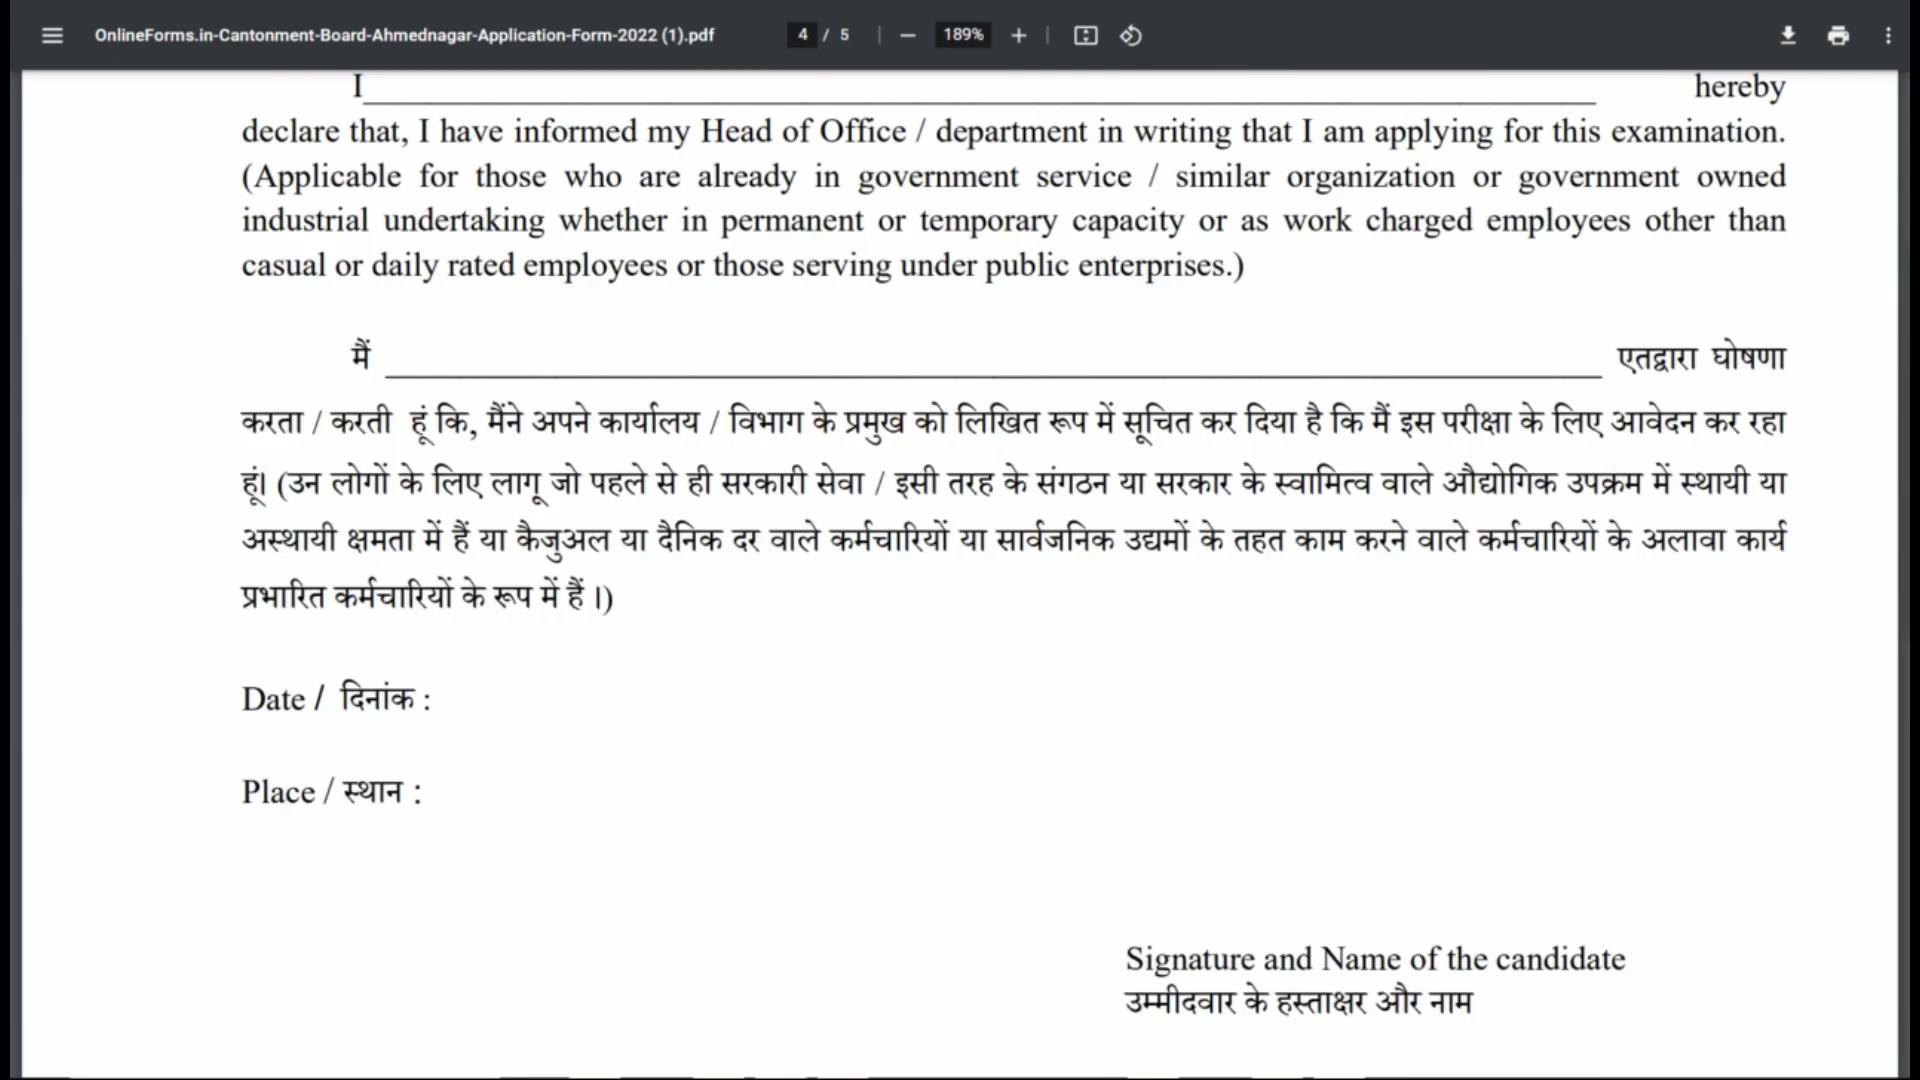 OnlineForms.in-Cantonment-Board-Ahmednagar-Application-Form-2022 (1).pdf 4 / 5 189%
I hereby
declare that, I have informed my Head of Office / department in writing that I am applying for this examination.
(Applicable for those who are already in government service / similar organization or government owned
industrial undertaking whether in permanent or temporary capacity or as work charged employees other than
casual or daily rated employees or those serving under public enterprises.)
मैं एतद्वारा घोषणा
करता / करती हूं कि, मैंने अपने कार्यालय / विभाग के प्रमुख को लिखित रूप में सूचित कर दिया है कि मैं इस परीक्षा के लिए आवेदन कर रहा
हूं। (उन लोगों के लिए लागू जो पहले से ही सरकारी सेवा / इसी तरह के संगठन या सरकार के स्वामित्व वाले औद्योगिक उपक्रम में स्थायी या
अस्थायी क्षमता में हैं या कैजुअल या दैनिक दर वाले कर्मचारियों या सार्वजनिक उद्यमों के तहत काम करने वाले कर्मचारियों के अलावा कार्य
प्रभारित कर्मचारियों के रूप में हैं ।)
Date / दिनांक :
Place / स्थान :
Signature and Name of the candidate
उम्मीदवार के हस्ताक्षर और नाम